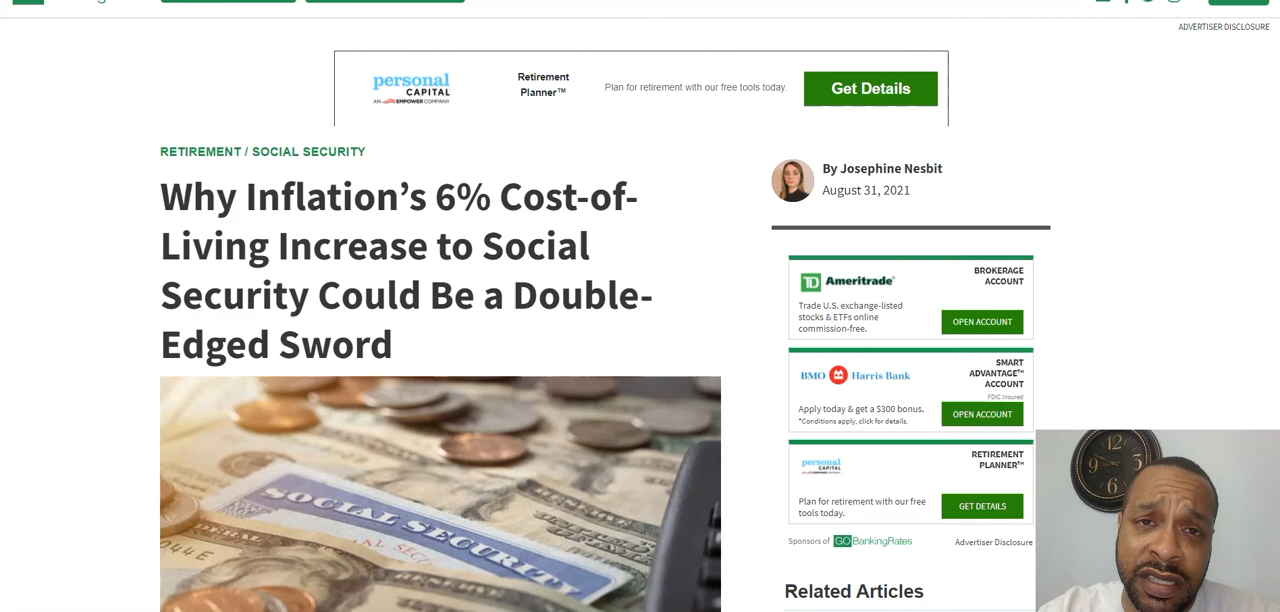 ADVERTISER DISCLOSURE
personal
CAPITAL
AN EMPOWER COMPANY
Retirement
Planner™
Plan for retirement with our free tools today.
Get Details
RETIREMENT / SOCIAL SECURITY
Why Inflation's 6% Cost-of-
Living Increase to Social
Security Could Be a Double-
Edged Sword
By Josephine Nesbit
August 31, 2021
TD Ameritrade
BROKERAGE
ACCOUNT
Trade U.S. exchange-listed
stocks & ETFs online
commission-free.
OPEN ACCOUNT
BMO Harris Bank
SMART
ADVANTAGE™
ACCOUNT
FDIC Insured
Apply today & get a $300 bonus.
*Conditions apply, click for details.
OPEN ACCOUNT
personal
CAPITAL
RETIREMENT
PLANNER™
Plan for retirement with our free
tools today.
GET DETAILS
Sponsors of GOBankingRates
Advertiser Disclosure
Related Articles
SOCIAL SECURITY
12
9
3
6